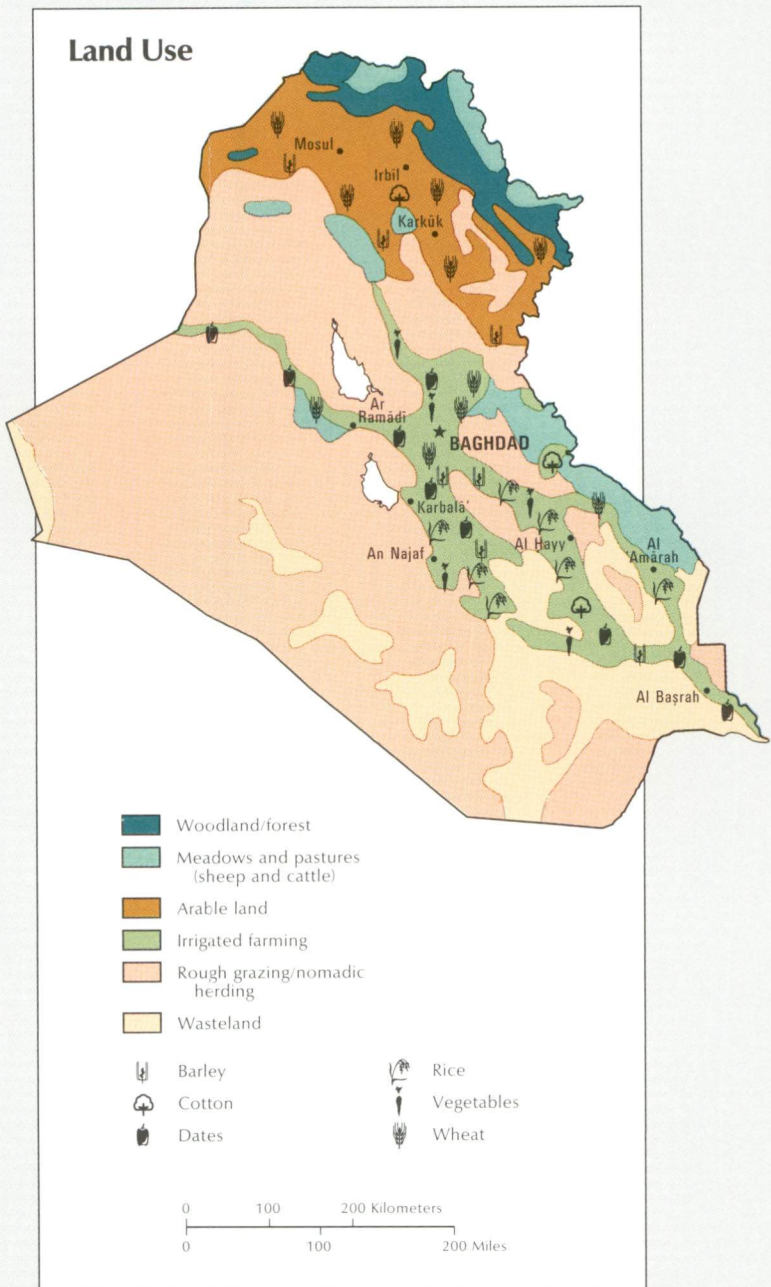 Land Use
Mosul
Irbīl
Karkūk
Ar
Ramādī
BAGHDAD
Karbalā'
An Najaf
Al Ḥayy
Al
'Amārah
Al Baṣrah
Woodland/forest
Meadows and pastures
(sheep and cattle)
Arable land
Irrigated farming
Rough grazing/nomadic
herding
Wasteland
Barley
Rice
Cotton
Vegetables
Dates
Wheat
0 100 200 Kilometers
0 100 200 Miles